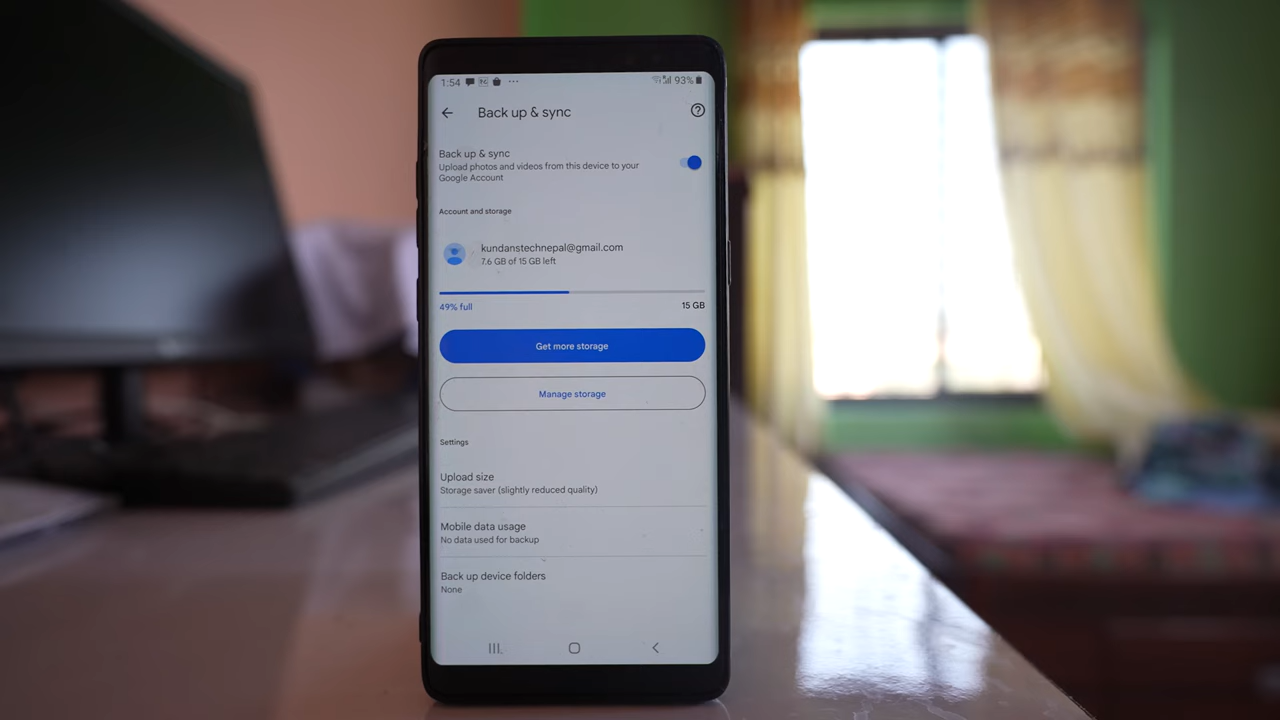 1:54 93%
Back up & sync
Back up & sync
Upload photos and videos from this device to your
Google Account
Account and storage
kundanstechnepal@gmail.com
7.6 GB of 15 GB left
49% full 15 GB
Get more storage
Manage storage
Settings
Upload size
Storage saver (slightly reduced quality)
Mobile data usage
No data used for backup
Back up device folders
None